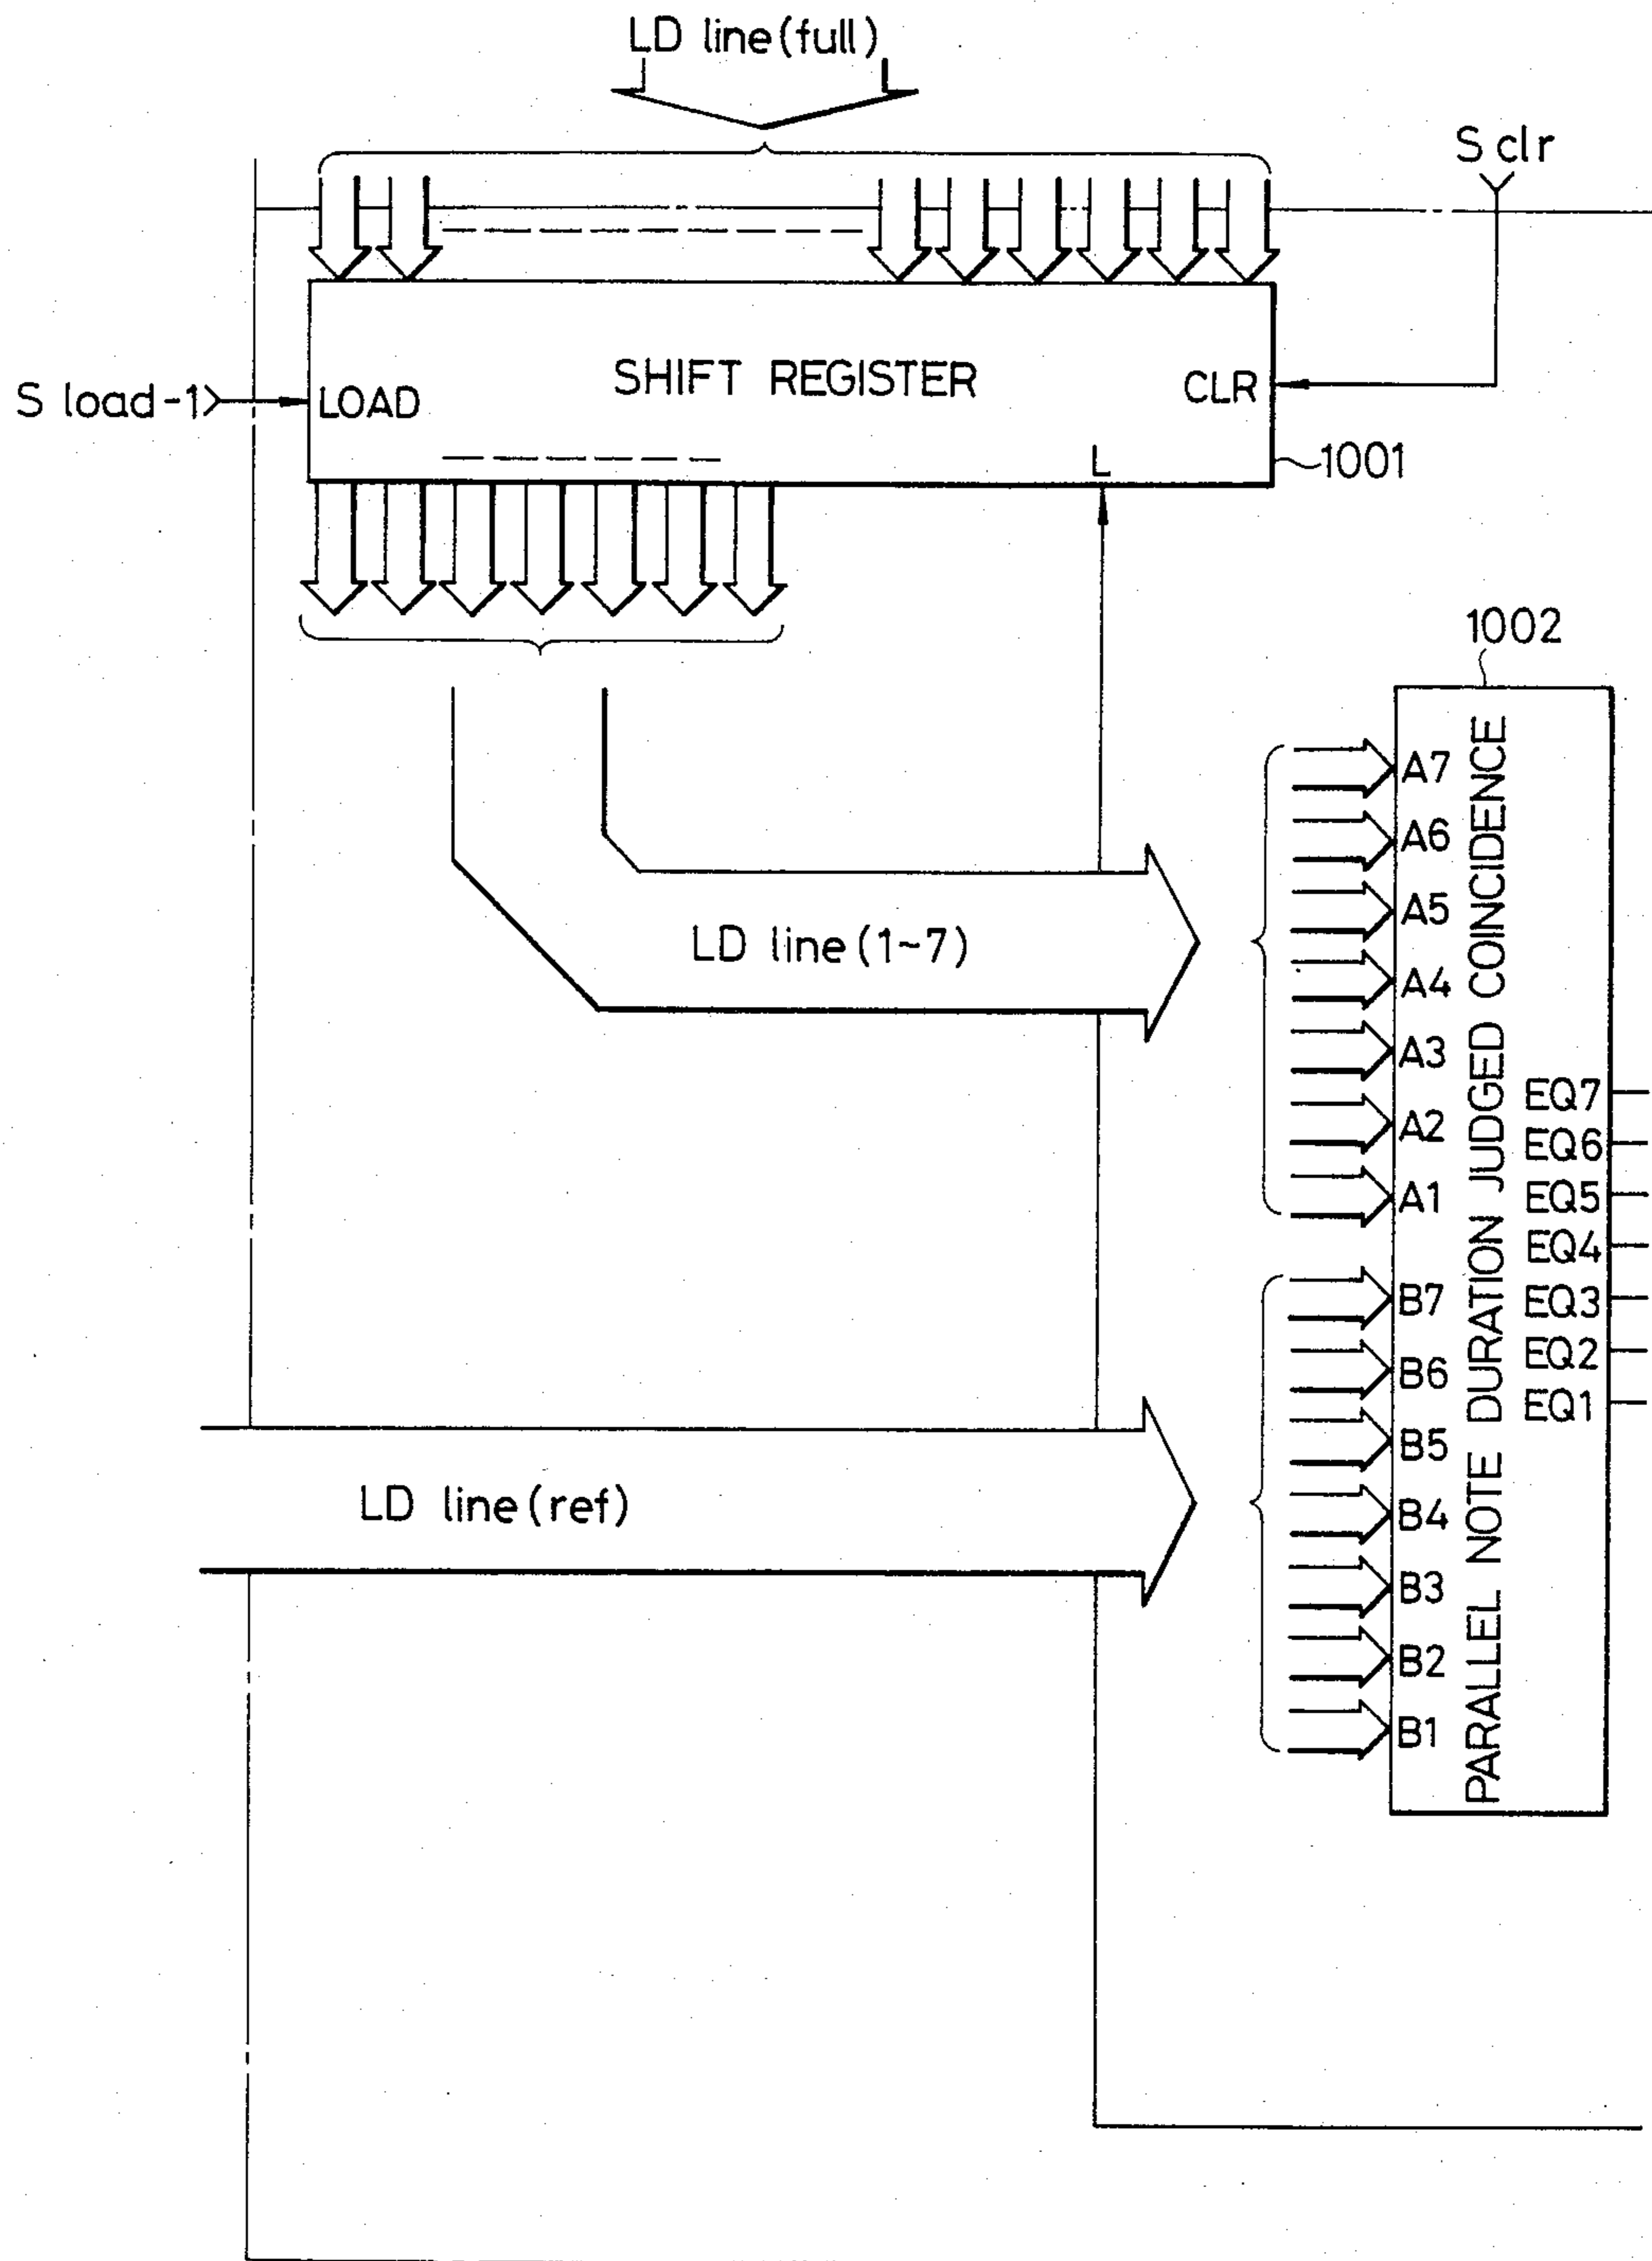 LD line(full)
S clr
SHIFT REGISTER
S load-1
LOAD
CLR
L
1001
1002
LD line(1~7)
LD line(ref)
A7
A6
A5
A4
A3
A2
A1
B7
B6
B5
B4
B3
B2
B1
PARALLEL NOTE DURATION JUDGED COINCIDENCE
EQ7
EQ6
EQ5
EQ4
EQ3
EQ2
EQ1